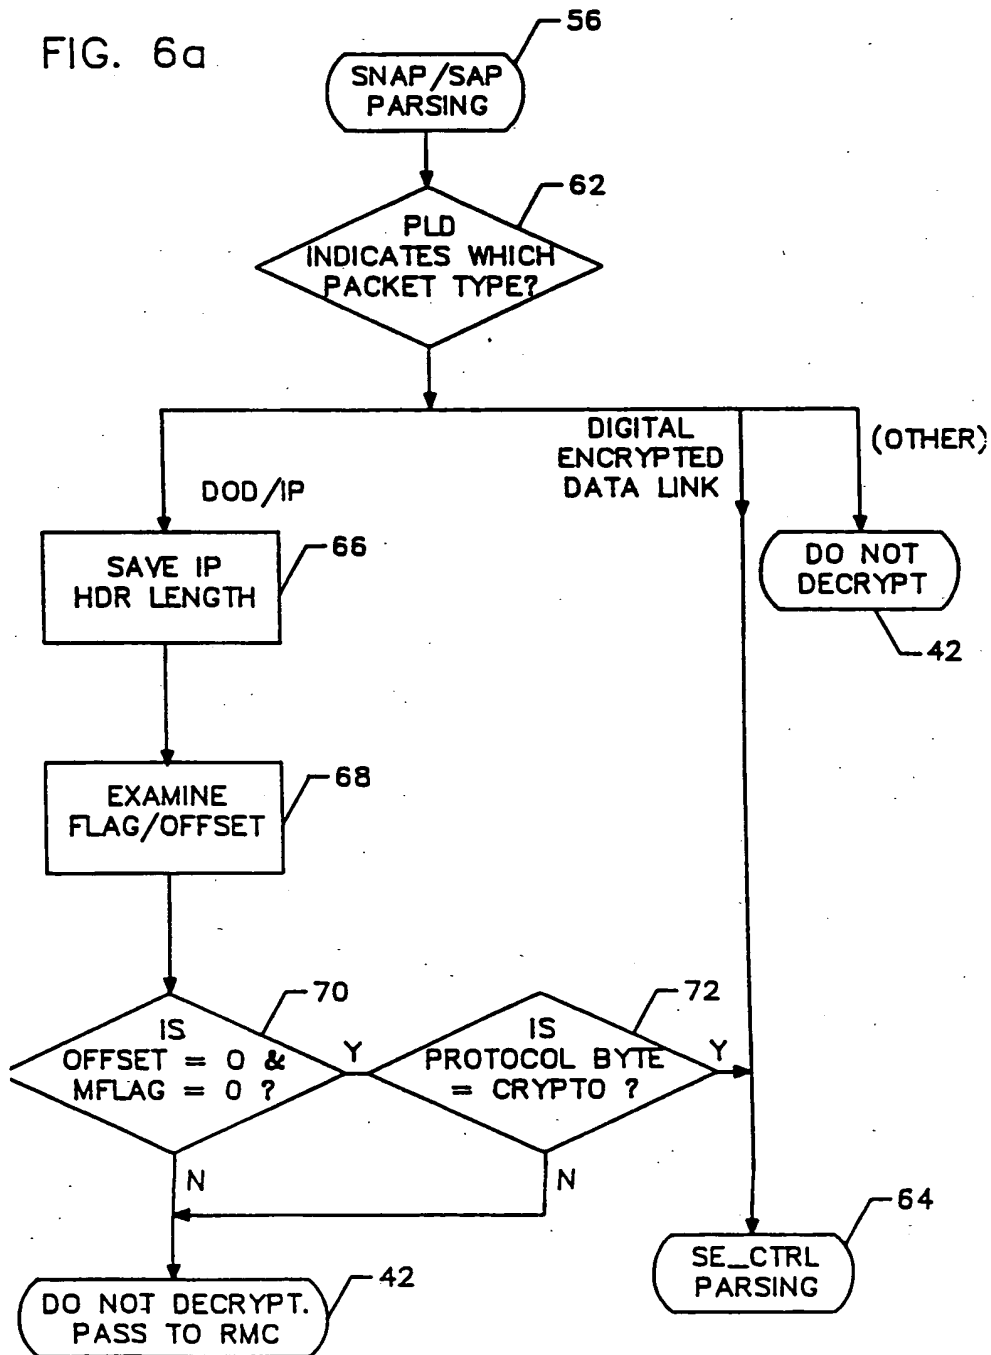 FIG. 6a
56
SNAP/SAP
PARSING
62
PLD
INDICATES WHICH
PACKET TYPE?
DIGITAL
ENCRYPTED
DATA LINK
(OTHER)
DOD/IP
66
SAVE IP
HDR LENGTH
DO NOT
DECRYPT
42
68
EXAMINE
FLAG/OFFSET
70
IS
OFFSET = 0 &
MFLAG = 0 ?
Y
72
IS
PROTOCOL BYTE
= CRYPTO ?
Y
N
N
64
SE_CTRL
PARSING
42
DO NOT DECRYPT.
PASS TO RMC